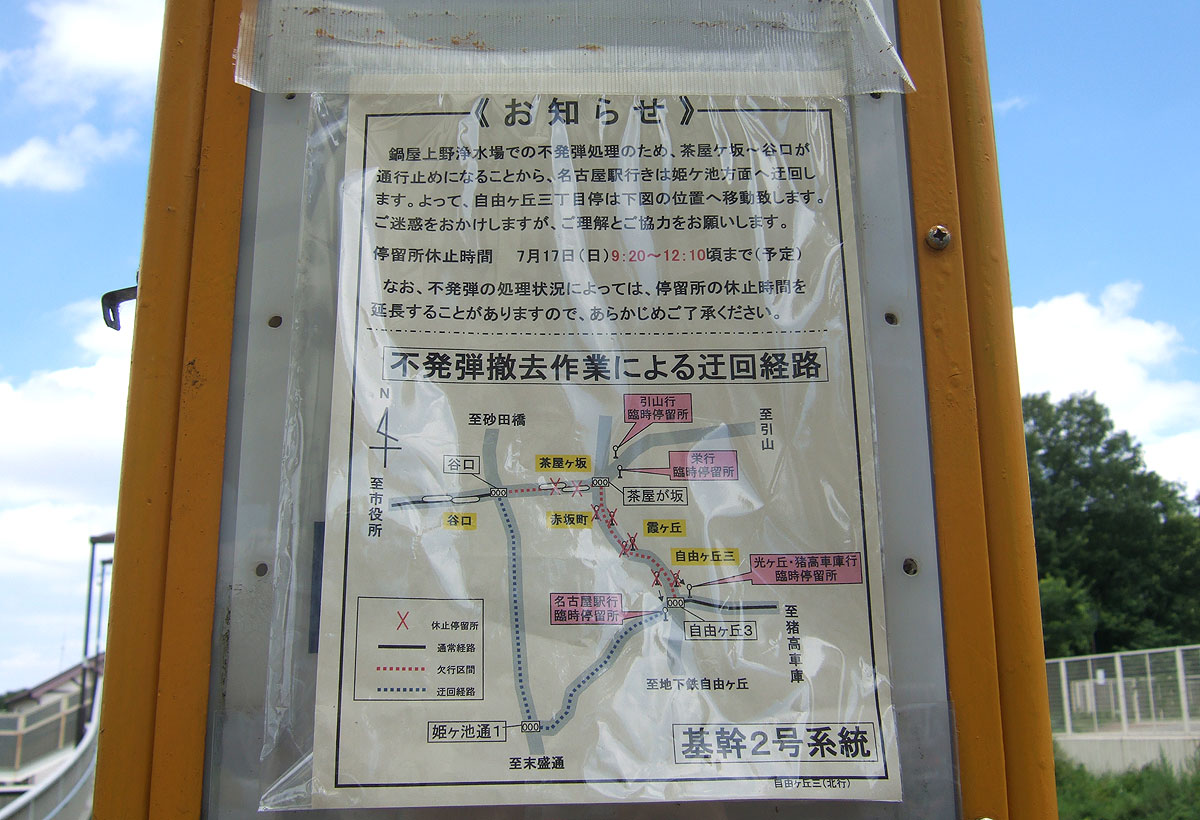 《お知らせ》
鍋屋上野浄水場での不発弾処理のため、茶屋ケ坂～谷口が
通行止めになることから、名古屋駅行きは姫ケ池方面へ迂回し
ます。よって、自由ヶ丘三丁目停は下図の位置へ移動致します。
ご迷惑をおかけしますが、ご理解とご協力をお願いします。
停留所休止時間 7月17日(日)9:20～12:10頃まで(予定)
なお、不発弾の処理状況によっては、停留所の休止時間を
延長することがありますので、あらかじめご了承ください。
不発弾撤去作業による迂回経路
N
至砂田橋
引山行
臨時停留所
至引山
谷口
茶屋ヶ坂
栄行
臨時停留所
茶屋が坂
至市役所
谷口
赤坂町
霞ヶ丘
自由ヶ丘三
光ヶ丘・猪高車庫行
臨時停留所
名古屋駅行
臨時停留所
自由ヶ丘3
至猪高車庫
休止停留所
通常経路
欠行区間
迂回経路
至地下鉄自由ヶ丘
姫ヶ池通1
至末盛通
基幹2号系統
自由ヶ丘三(北行)